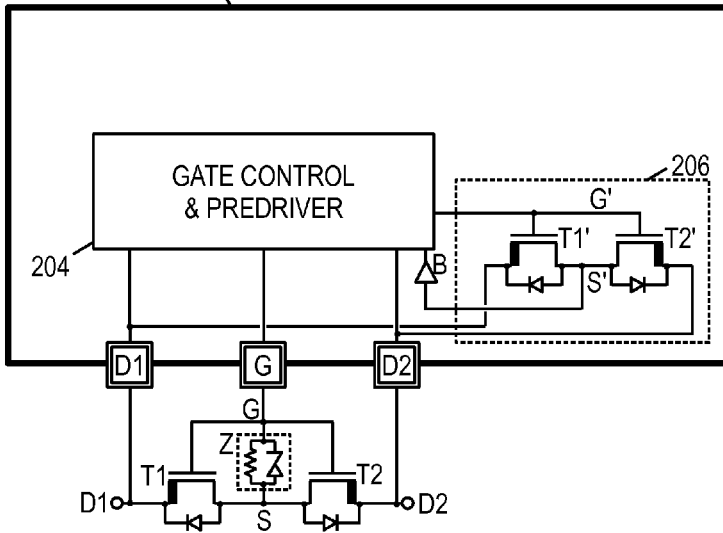 GATE CONTROL
& PREDRIVER
204
206
G'
T1'
T2'
S'
B
D1
G
D2
G
Z
T1
T2
D1
S
D2